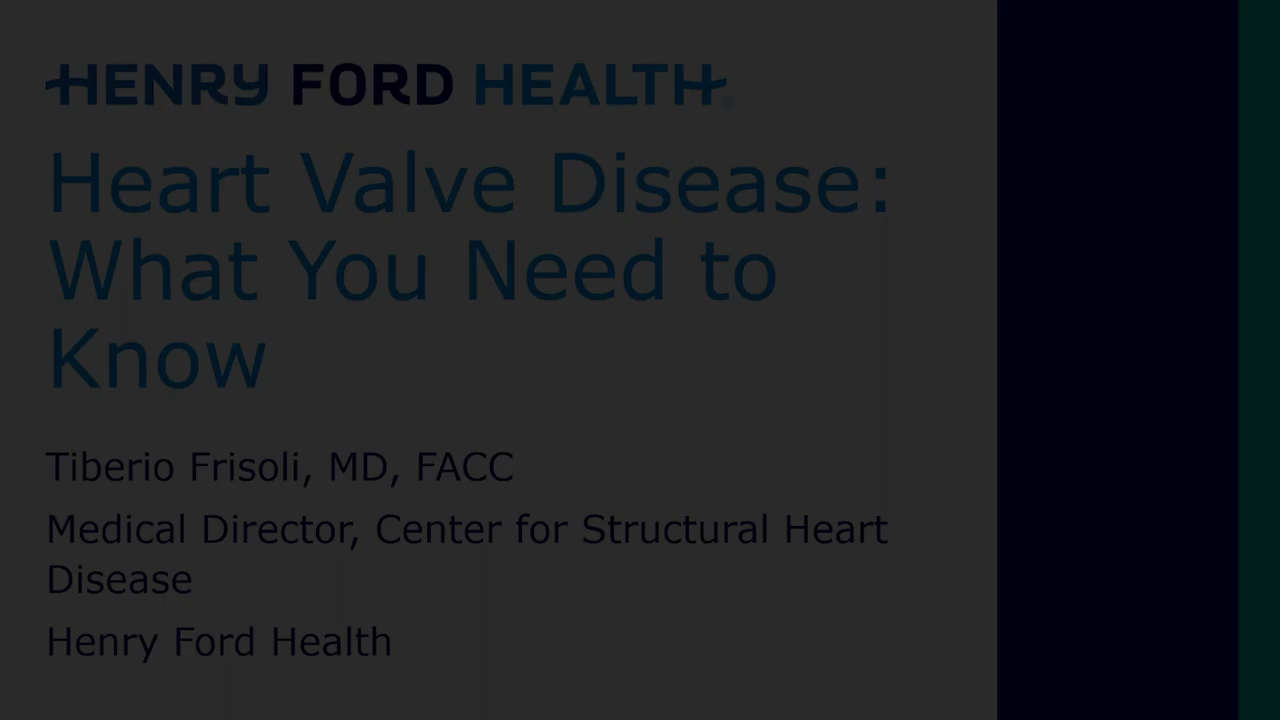 HENRY FORD HEALTH®
Heart Valve Disease:
What You Need to
Know
Tiberio Frisoli, MD, FACC
Medical Director, Center for Structural Heart
Disease
Henry Ford Health